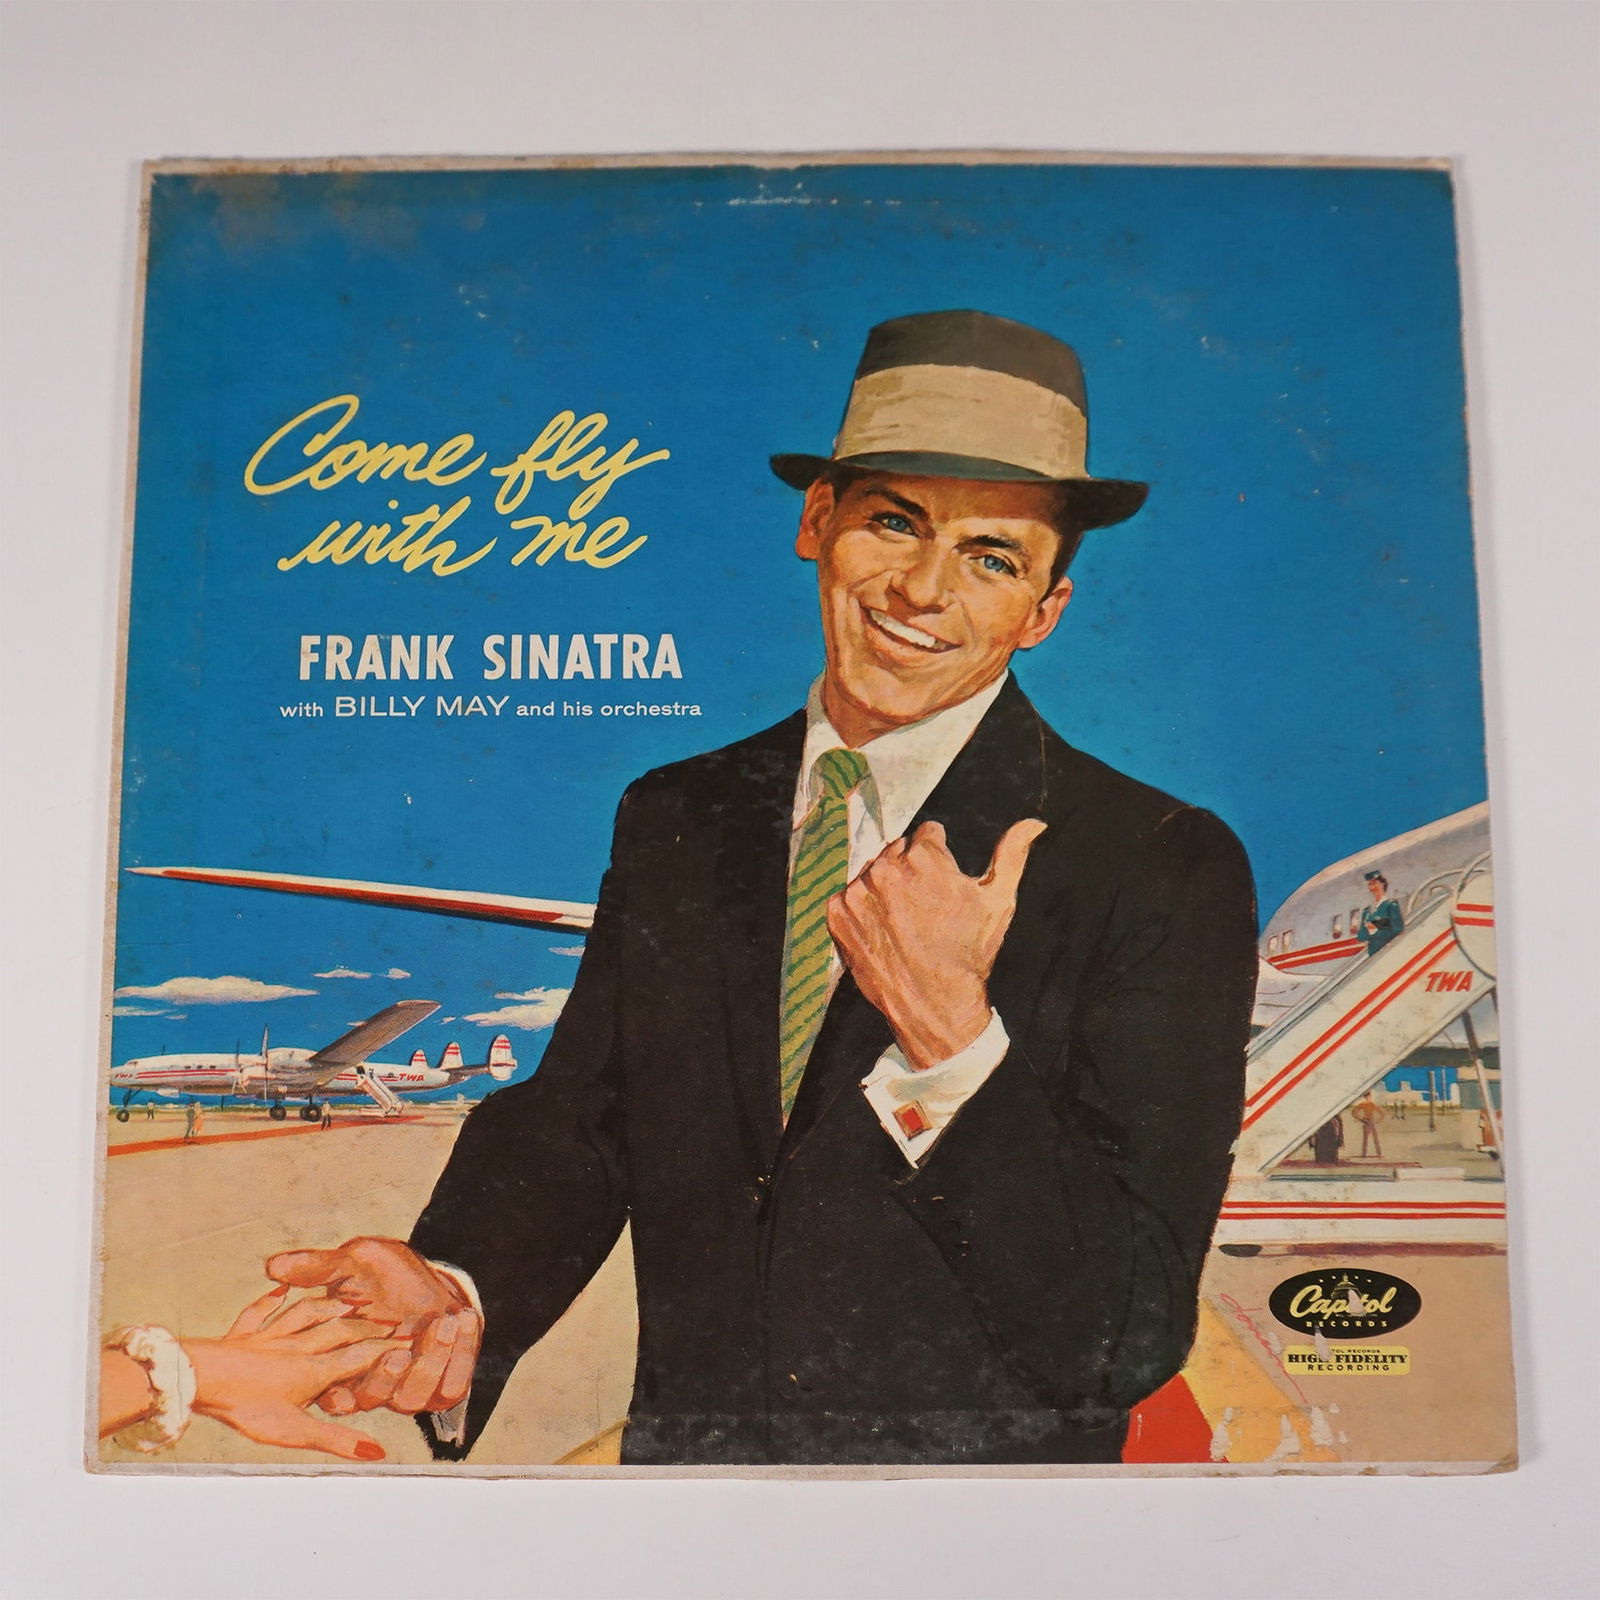 Come fly
with me
FRANK SINATRA
with BILLY MAY and his orchestra
TWA
TWA
Capitol
RECORDS
HIGH FIDELITY
RECORDING